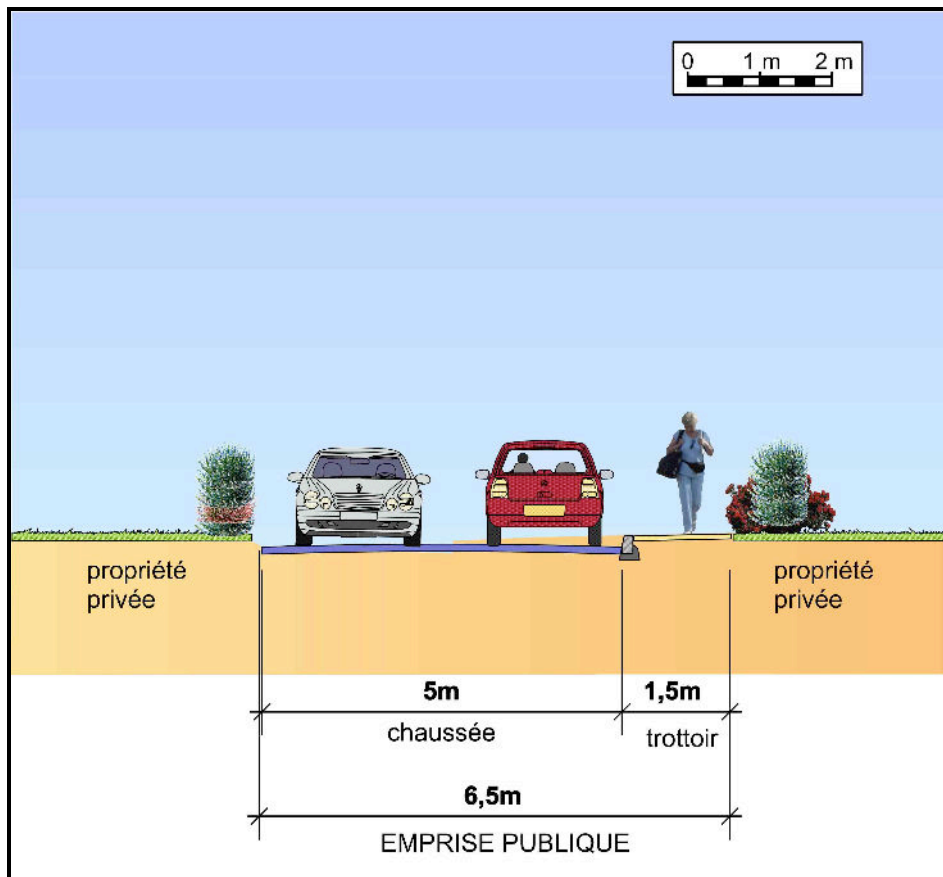 0 1 m 2 m
propriété
privée
propriété
privée
5m
1,5m
chaussée
trottoir
6,5m
EMPRISE PUBLIQUE